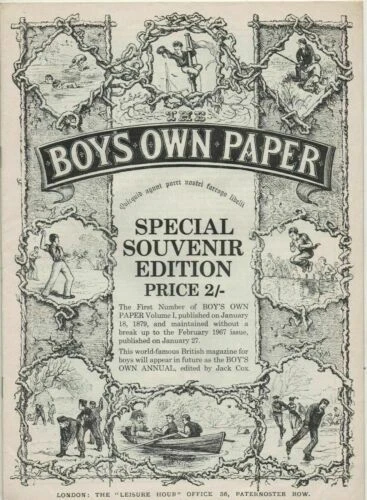 THE
BOY'S OWN PAPER
Quicquid agunt pueri nostri farrago libelli
SPECIAL
SOUVENIR
EDITION
PRICE 2/-
The First Number of BOY'S OWN
PAPER Volume I, published on January
18, 1879, and maintained without a
break up to the February 1967 issue,
published on January 27.
This world-famous British magazine for
boys will appear in future as the BOY'S
OWN ANNUAL, edited by Jack Cox.
LONDON: THE "LEISURE HOUR" OFFICE 56, PATERNOSTER ROW.